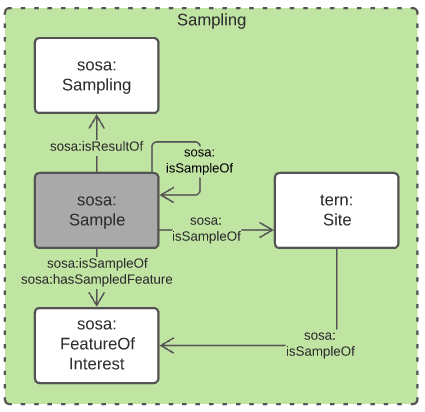 Sampling
sosa:
Sampling
sosa:isResultOf
sosa:
isSampleOf
sosa:
Sample
sosa:
isSampleOf
tern:
Site
sosa:isSampleOf
sosa:hasSampledFeature
sosa:
FeatureOf
Interest
sosa:
isSampleOf